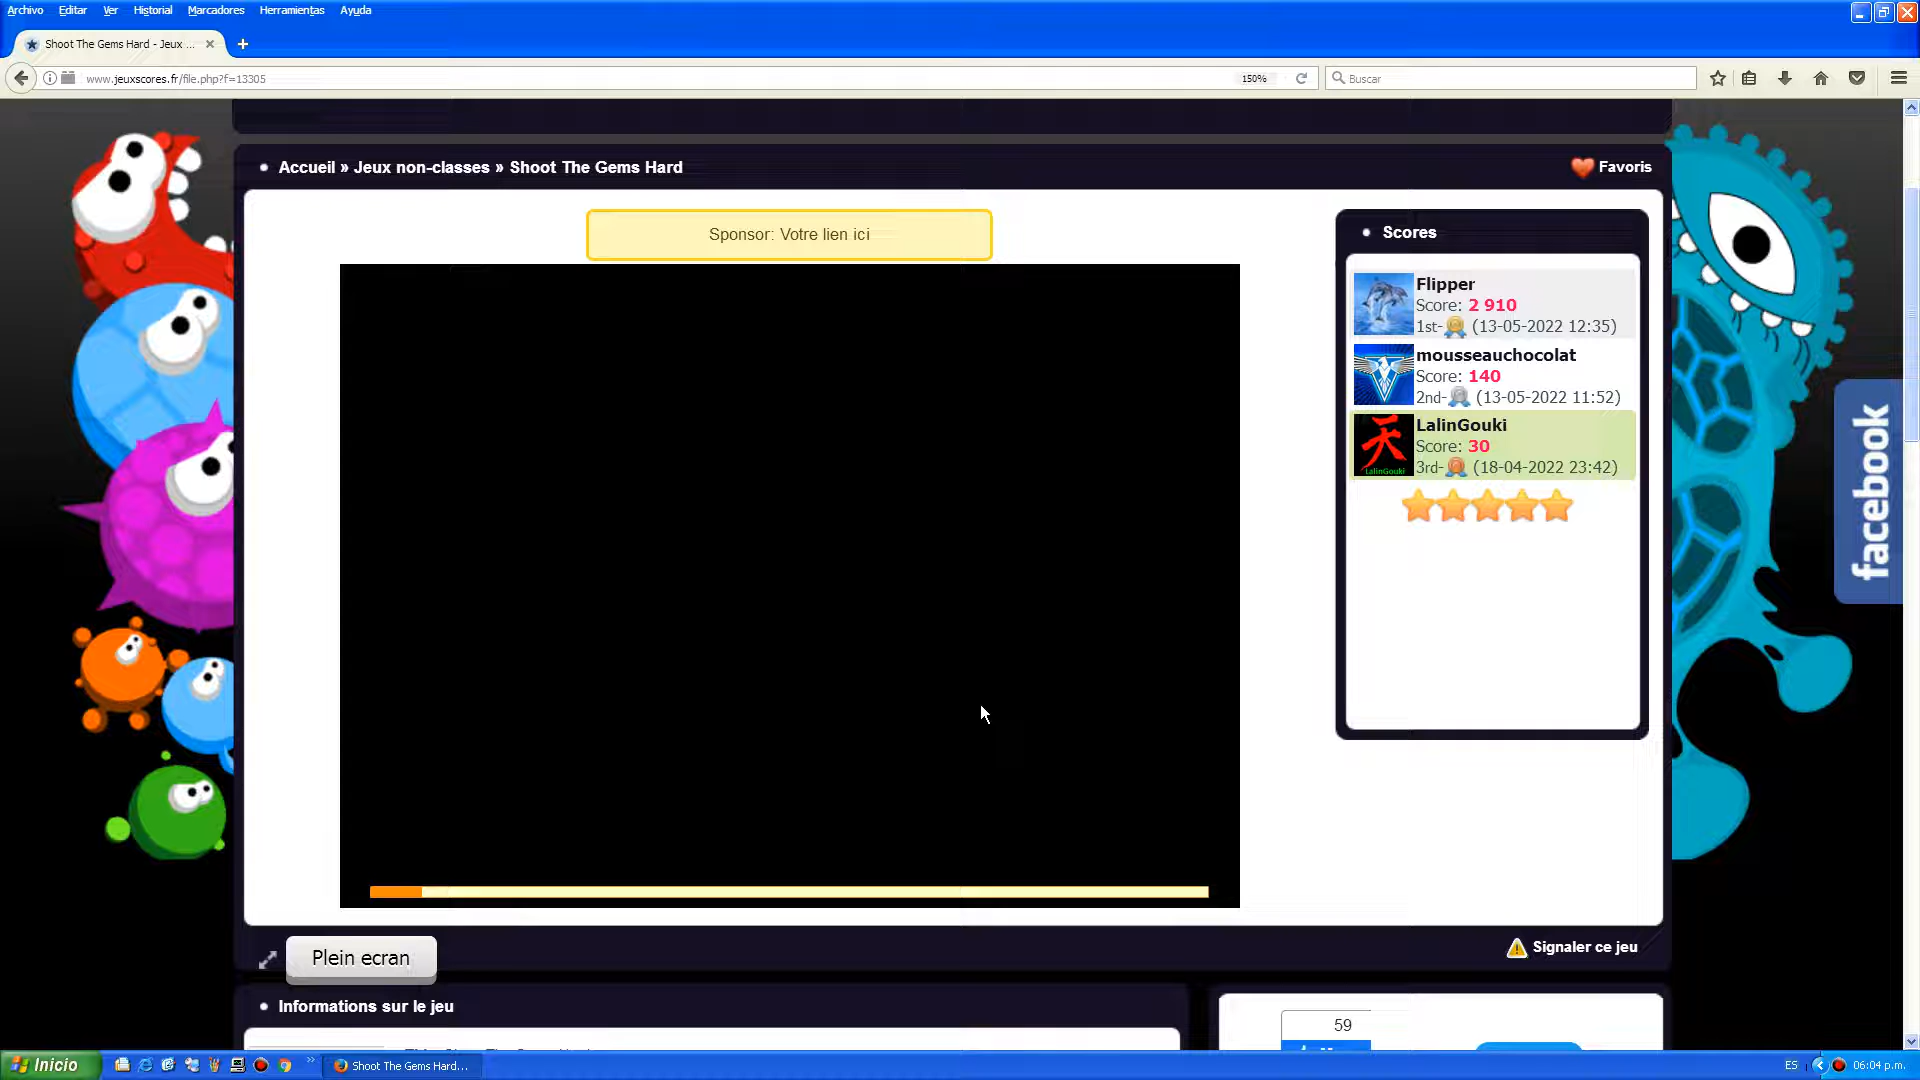 Archivo Editar Ver Historial Marcadores Herramientas Ayuda
Shoot The Gems Hard - Jeux ...
www.jeuxscores.fr/file.php?f=13305
150%
Buscar
Accueil » Jeux non-classes » Shoot The Gems Hard
Favoris
Sponsor: Votre lien ici
Scores
Flipper
Score: 2 910
1st- (13-05-2022 12:35)
mousseauchocolat
Score: 140
2nd- (13-05-2022 11:52)
天
LalinGouki
LalinGouki
Score: 30
3rd- (18-04-2022 23:42)
facebook
Plein ecran
Signaler ce jeu
Informations sur le jeu
59
Inicio
Shoot The Gems Hard...
ES
06:04 p.m.